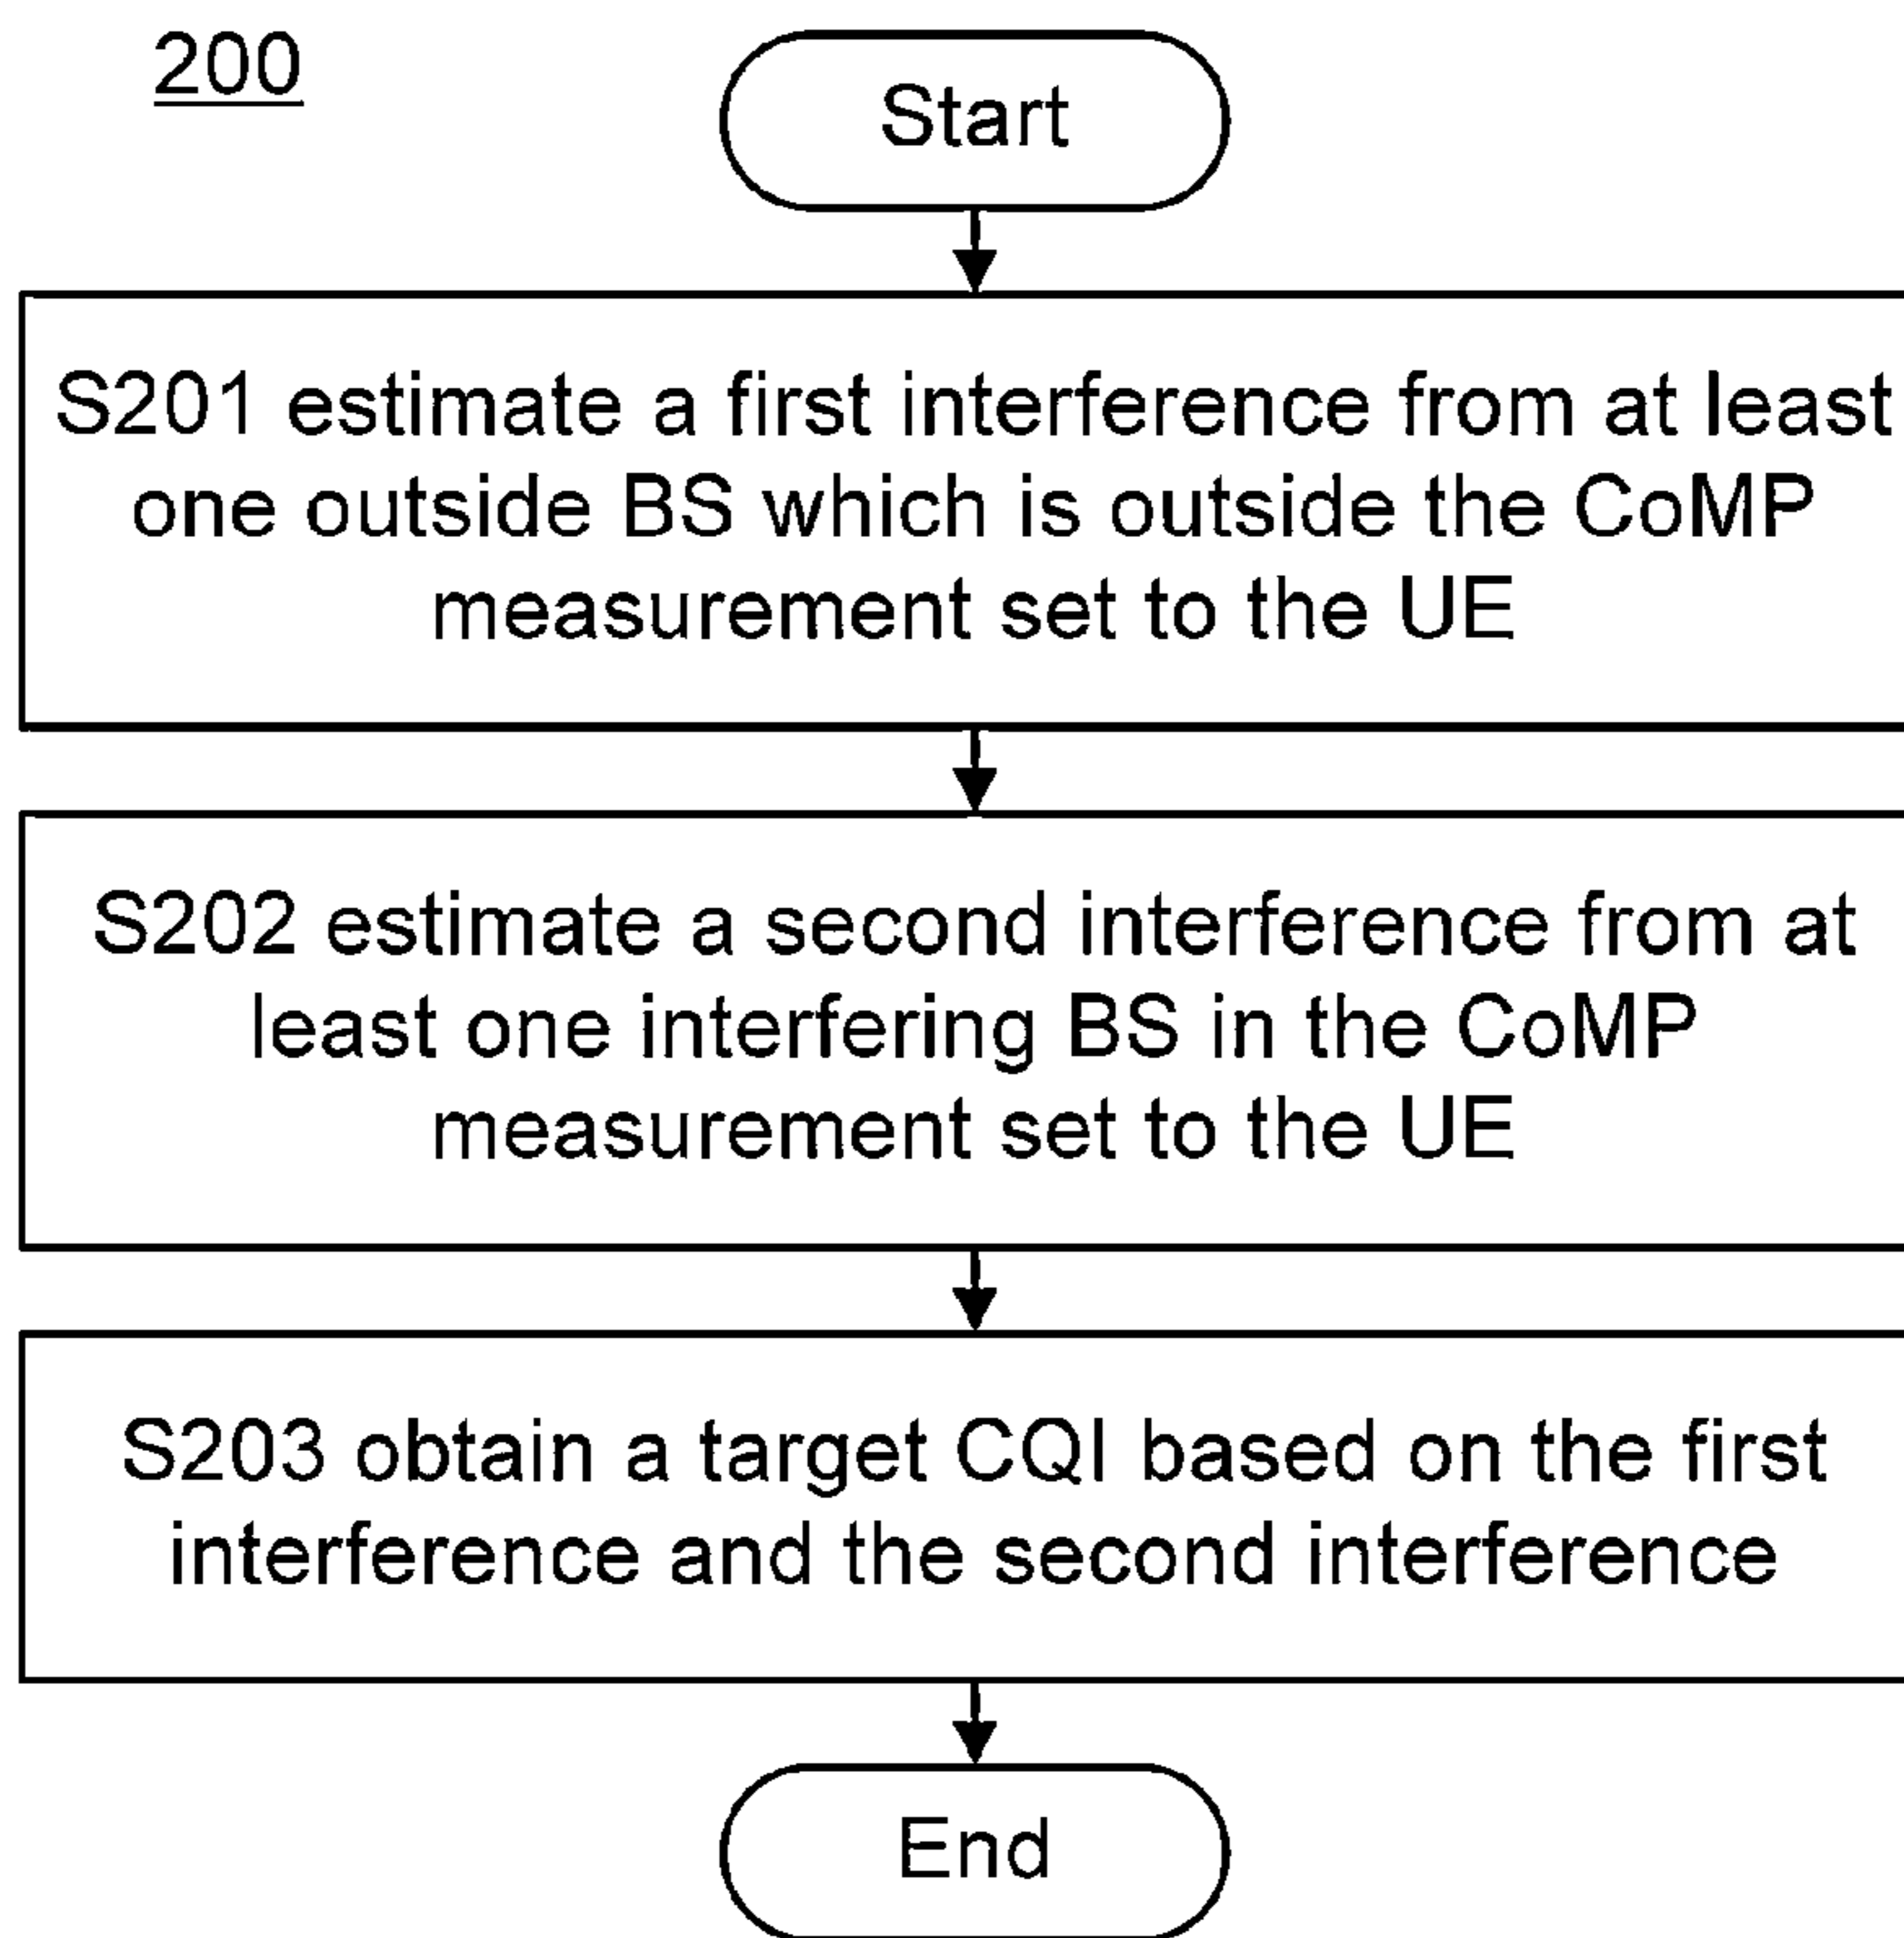 200
Start
S201 estimate a first interference from at least
one outside BS which is outside the CoMP
measurement set to the UE
S202 estimate a second interference from at
least one interfering BS in the CoMP
measurement set to the UE
S203 obtain a target CQI based on the first
interference and the second interference
End